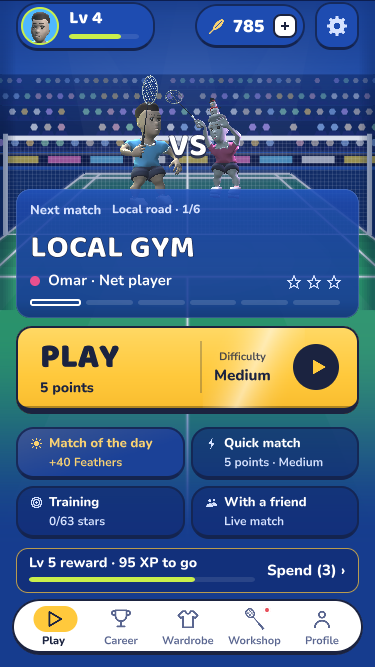 Lv 4
785
VS
Next match Local road · 1/6
LOCAL GYM
Omar · Net player
PLAY
5 points
Difficulty
Medium
Match of the day
+40 Feathers
Quick match
5 points · Medium
Training
0/63 stars
With a friend
Live match
Lv 5 reward · 95 XP to go
Spend (3) ›
Play
Career
Wardrobe
Workshop
Profile